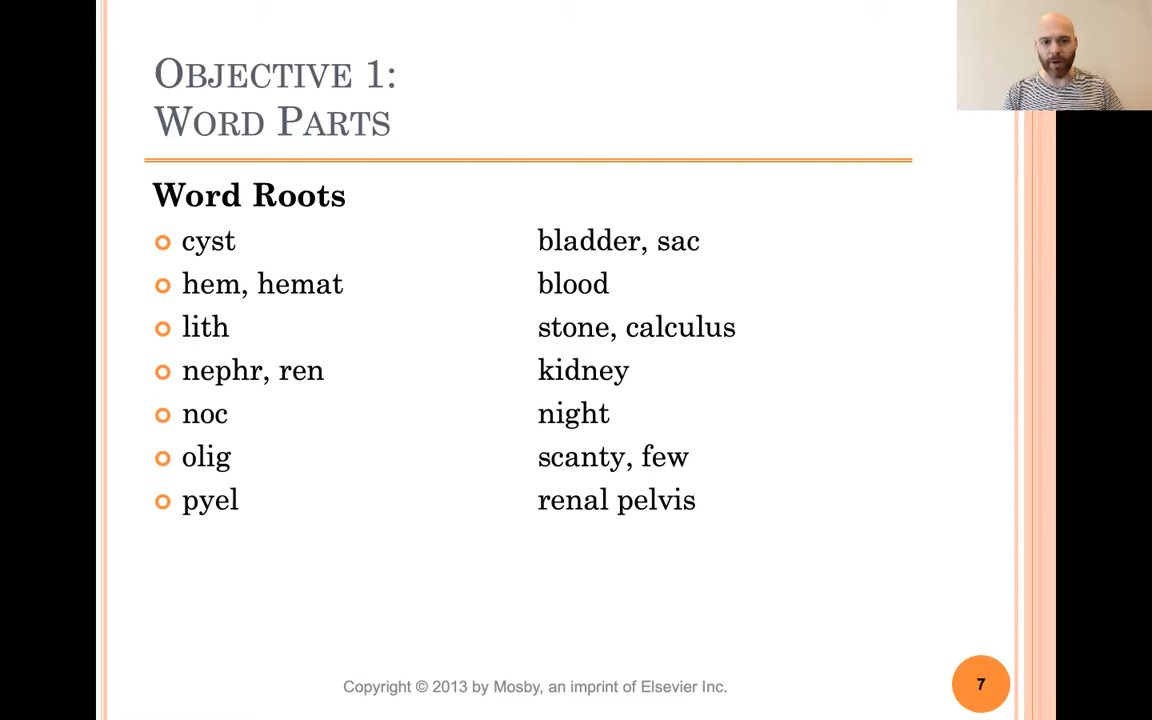 OBJECTIVE 1:
WORD PARTS
Word Roots
cyst bladder, sac
hem, hemat blood
lith stone, calculus
nephr, ren kidney
noc night
olig scanty, few
pyel renal pelvis
Copyright © 2013 by Mosby, an imprint of Elsevier Inc.
7